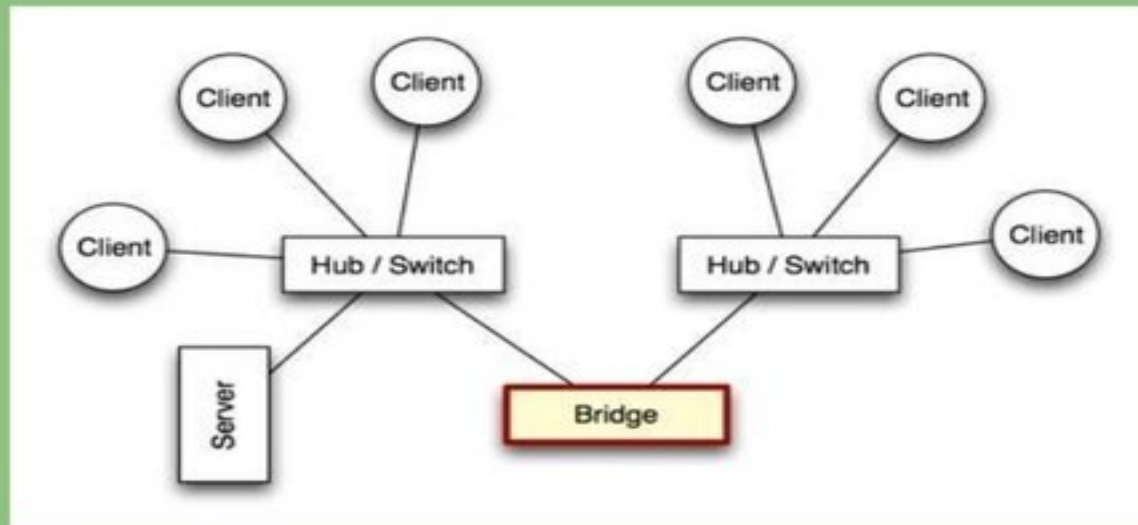 Client
Client
Client
Client
Client
Client
Hub / Switch
Hub / Switch
Server
Bridge